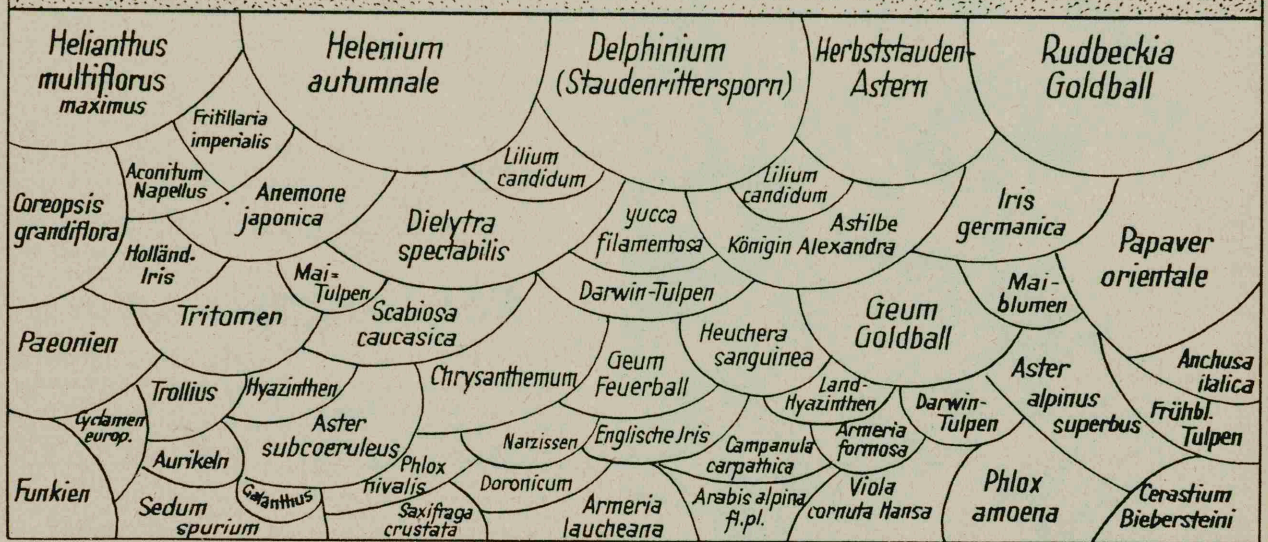 Helianthus
multiflorus
maximus
Helenium
autumnale
Delphinium
(Staudenrittersporn)
Herbststauden-
Astern
Rudbeckia
Goldball
Fritillaria
imperialis
Aconitum
Napellus
Anemone
japonica
Lilium
candidum
Lilium
candidum
Coreopsis
grandiflora
Dielytra
spectabilis
yucca
filamentosa
Astilbe
Königin Alexandra
Iris
germanica
Papaver
orientale
Holländ.
Iris
Mai=
Tulpen
Darwin-Tulpen
Mai-
blumen
Tritomen
Scabiosa
caucasica
Geum
Goldball
Paeonien
Heuchera
sanguinea
Anchusa
italica
Trollius
Hyazinthen
Chrysanthemum
Geum
Feuerball
Land-
Hyazinthen
Darwin-
Tulpen
Aster
alpinus
superbus
Frühbl.
Tulpen
Cyclamen
europ.
Aster
subcoeruleus
Narzissen
Englische Iris
Campanula
carpathica
Armeria
formosa
Aurikeln
Phlox
nivalis
Doronicum
Funkien
Sedum
spurium
Galanthus
Saxifraga
crustata
Armeria
laucheana
Arabis alpina
fl. pl.
Viola
cornuta Hansa
Phlox
amoena
Cerastium
Biebersteini